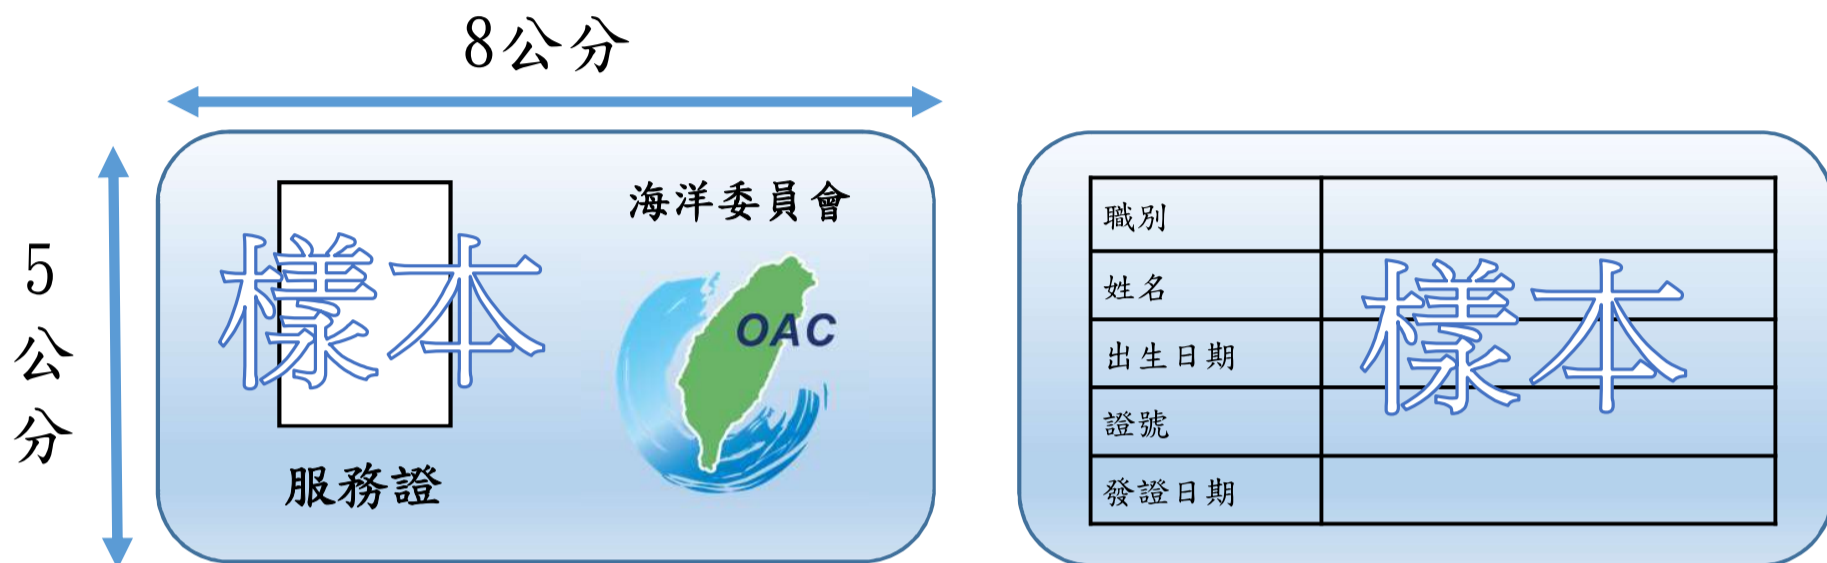 8公分
5公分
海洋委員會
樣本
OAC
服務證
職別
姓名
樣本
出生日期
證號
發證日期